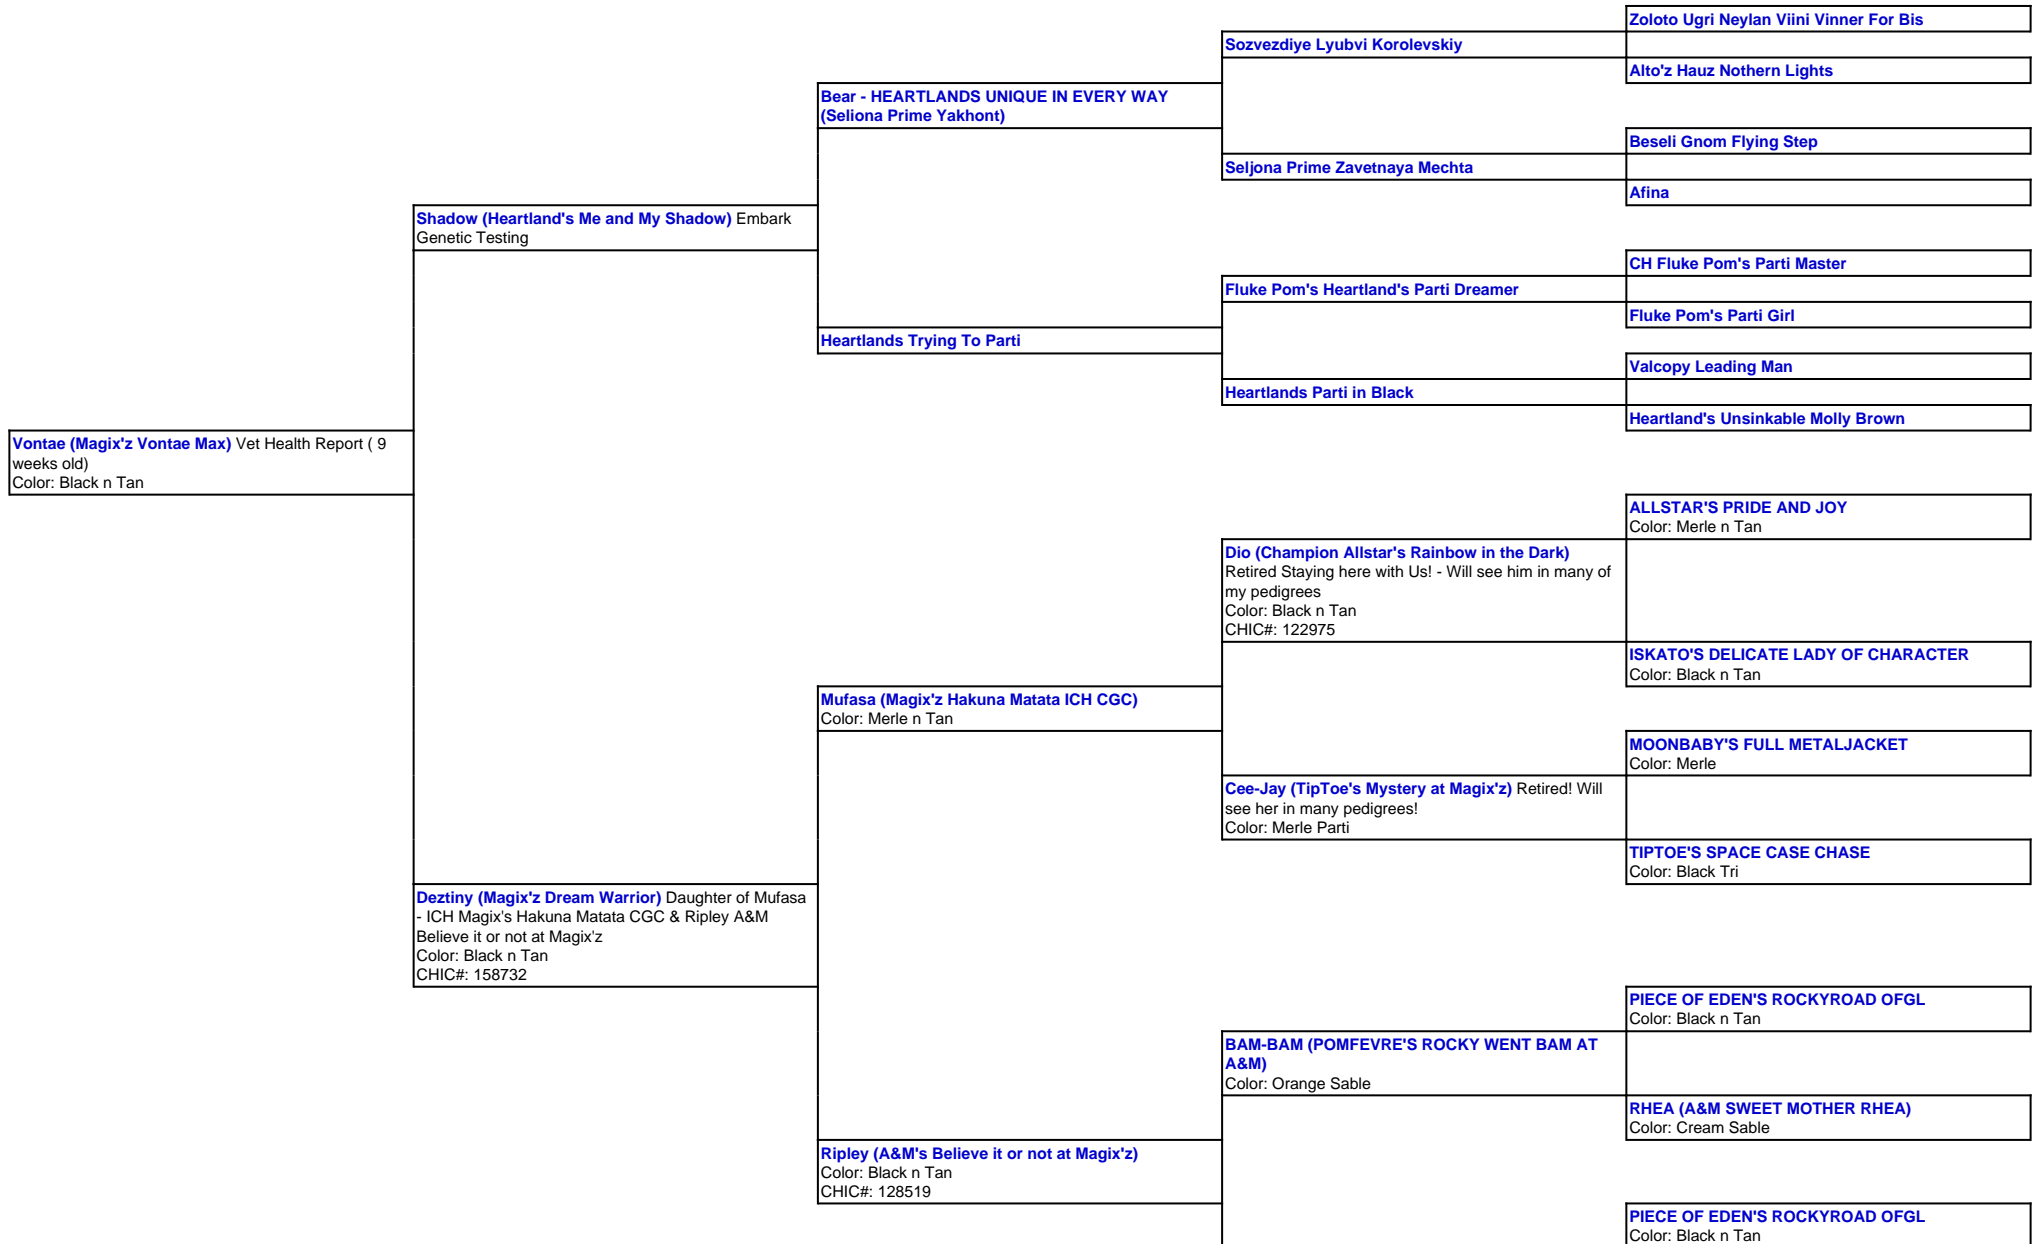 Zoloto Ugri Neylan Viini Vinner For Bis
Sozvezdiye Lyubvi Korolevskiy
Alto'z Hauz Nothern Lights
Bear - HEARTLANDS UNIQUE IN EVERY WAY
(Seliona Prime Yakhont)
Beseli Gnom Flying Step
Seljona Prime Zavetnaya Mechta
Afina
Shadow (Heartland's Me and My Shadow) Embark
Genetic Testing
CH Fluke Pom's Parti Master
Fluke Pom's Heartland's Parti Dreamer
Fluke Pom's Parti Girl
Heartlands Trying To Parti
Valcopy Leading Man
Heartlands Parti in Black
Heartland's Unsinkable Molly Brown
Vontae (Magix'z Vontae Max) Vet Health Report ( 9
weeks old)
Color: Black n Tan
ALLSTAR'S PRIDE AND JOY
Color: Merle n Tan
Dio (Champion Allstar's Rainbow in the Dark)
Retired Staying here with Us! - Will see him in many of
my pedigrees
Color: Black n Tan
CHIC#: 122975
ISKATO'S DELICATE LADY OF CHARACTER
Color: Black n Tan
Mufasa (Magix'z Hakuna Matata ICH CGC)
Color: Merle n Tan
MOONBABY'S FULL METALJACKET
Color: Merle
Cee-Jay (TipToe's Mystery at Magix'z) Retired! Will
see her in many pedigrees!
Color: Merle Parti
TIPTOE'S SPACE CASE CHASE
Color: Black Tri
Deztiny (Magix'z Dream Warrior) Daughter of Mufasa
- ICH Magix's Hakuna Matata CGC & Ripley A&M
Believe it or not at Magix'z
Color: Black n Tan
CHIC#: 158732
PIECE OF EDEN'S ROCKYROAD OFGL
Color: Black n Tan
BAM-BAM (POMFEVRE'S ROCKY WENT BAM AT
A&M)
Color: Orange Sable
RHEA (A&M SWEET MOTHER RHEA)
Color: Cream Sable
Ripley (A&M's Believe it or not at Magix'z)
Color: Black n Tan
CHIC#: 128519
PIECE OF EDEN'S ROCKYROAD OFGL
Color: Black n Tan